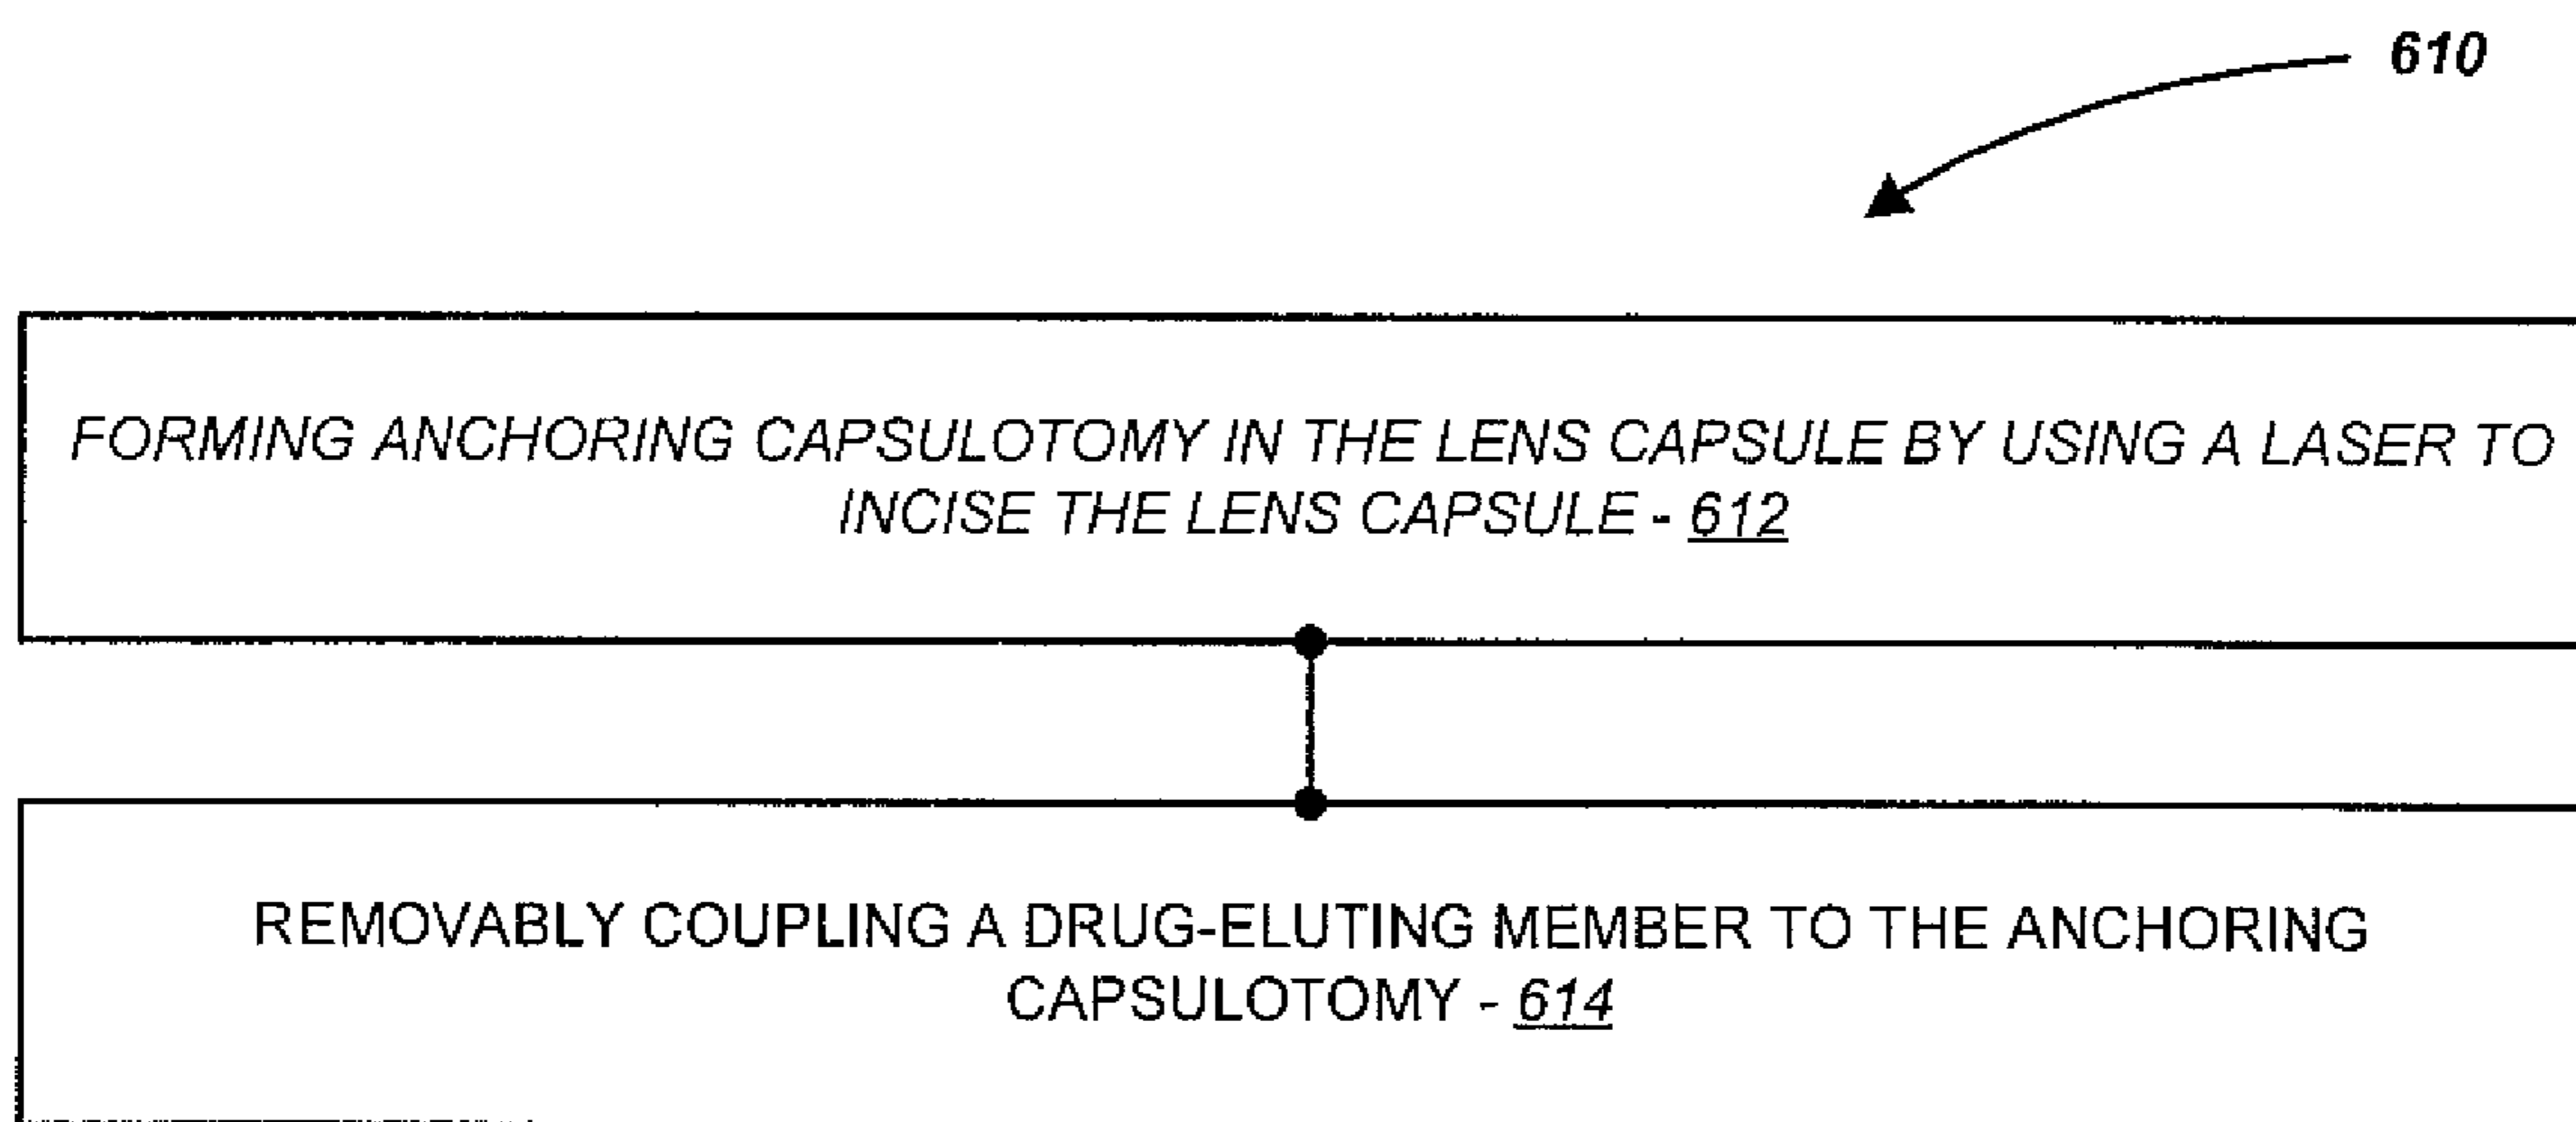 610
FORMING ANCHORING CAPSULOTOMY IN THE LENS CAPSULE BY USING A LASER TO
INCISE THE LENS CAPSULE - 612
REMOVABLY COUPLING A DRUG-ELUTING MEMBER TO THE ANCHORING
CAPSULOTOMY - 614